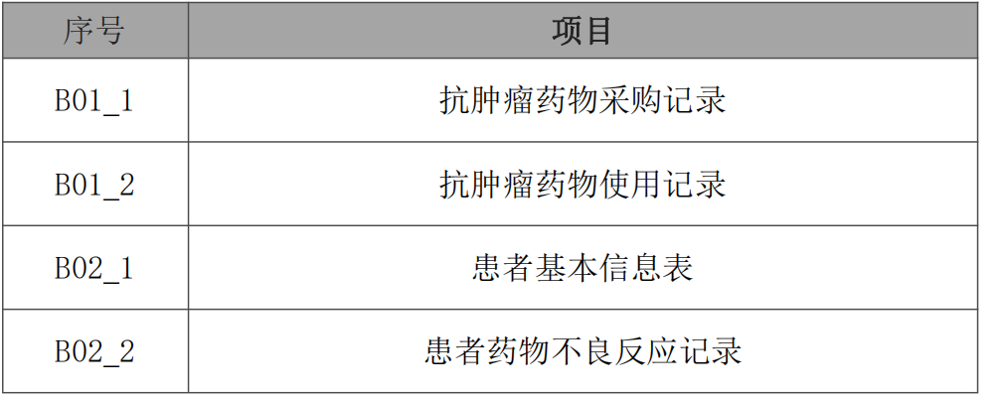 序号 项目
B01_1 抗肿瘤药物采购记录
B01_2 抗肿瘤药物使用记录
B02_1 患者基本信息表
B02_2 患者药物不良反应记录